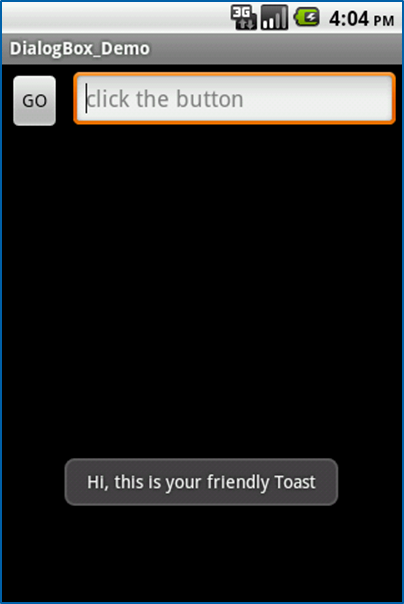 3G 4:04 PM
DialogBox_Demo
GO click the button
Hi, this is your friendly Toast